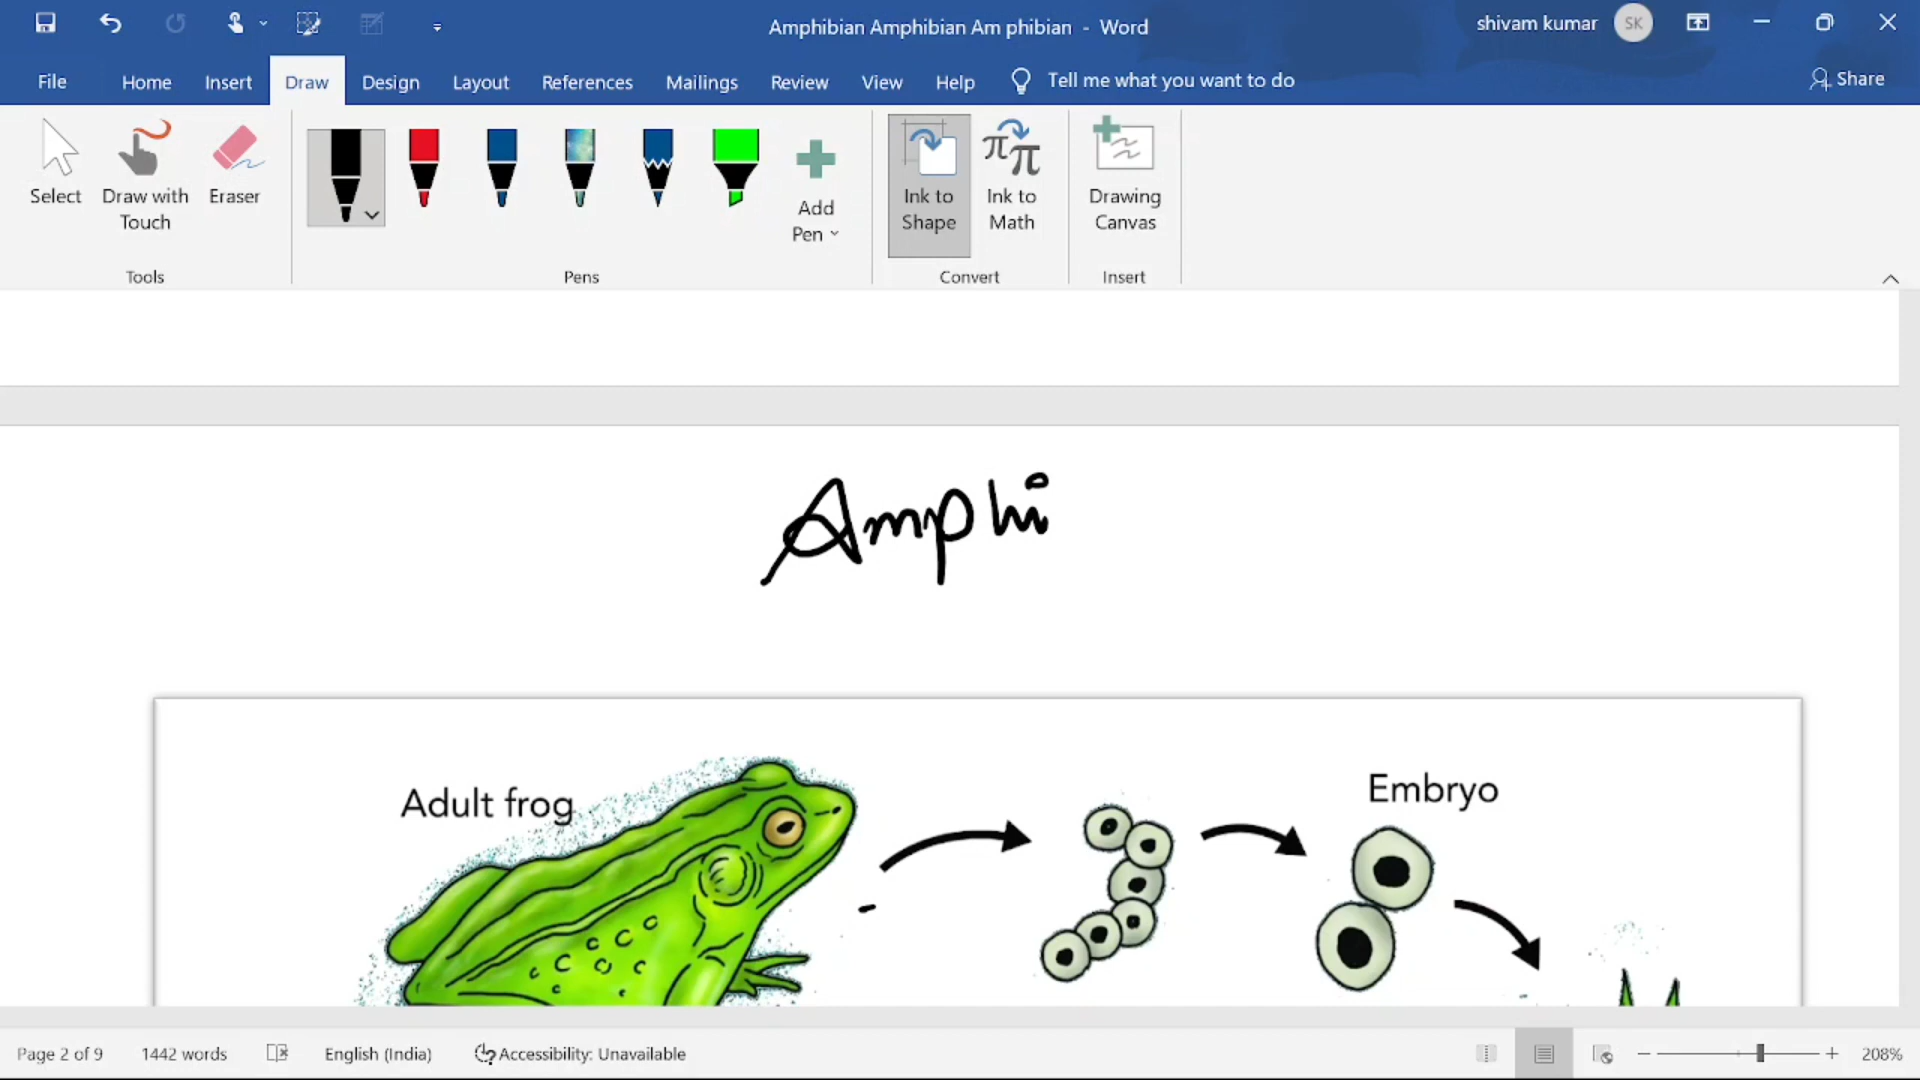 Amphibian Amphibian Am phibian - Word
shivam kumar
SK
File
Home
Insert
Draw
Design
Layout
References
Mailings
Review
View
Help
Tell me what you want to do
Share
Select
Draw with
Touch
Eraser
Add
Pen
Ink to
Shape
Ink to
Math
Drawing
Canvas
Tools
Pens
Convert
Insert
Amphi
Adult frog
Embryo
Page 2 of 9
1442 words
English (India)
Accessibility: Unavailable
208%